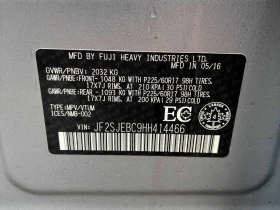 MFD BY FUJI HEAVY INDUSTRIES LTD.
GVWR/PNBV: 2032 KG IN 05/16
GAWR/PNBE:FRONT- 1048 KG WITH P225/60R17 98H TIRES,
17X7J RIMS, AT 210 KPA (30 PSI) COLD
GAWR/PNBE:REAR - 1093 KG WITH P225/60R17 98H TIRES,
17X7J RIMS, AT 200 KPA (29 PSI) COLD
MPV/VTUM
ICES/NMB-002
EC
VIN: JF2SJEBC9HH414466